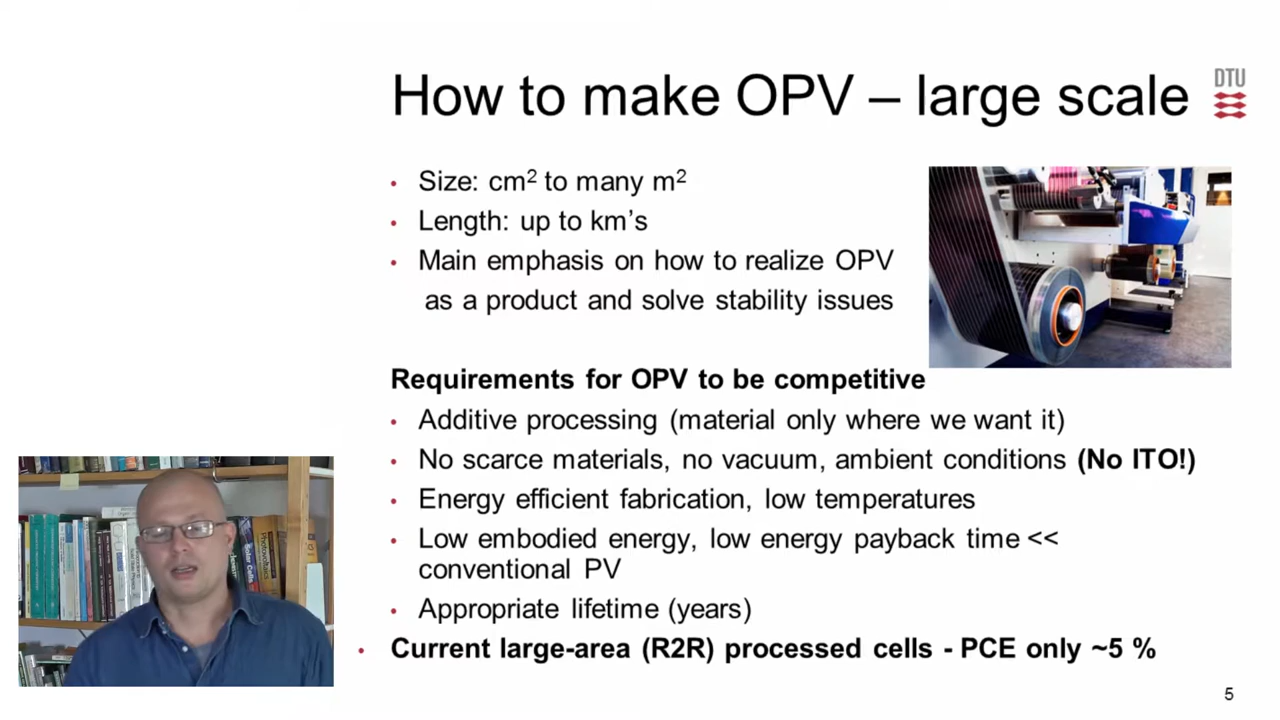 How to make OPV – large scale
DTU
• Size: cm² to many m²
• Length: up to km’s
• Main emphasis on how to realize OPV
as a product and solve stability issues
Requirements for OPV to be competitive
• Additive processing (material only where we want it)
• No scarce materials, no vacuum, ambient conditions (No ITO!)
• Energy efficient fabrication, low temperatures
• Low embodied energy, low energy payback time <<
conventional PV
• Appropriate lifetime (years)
• Current large-area (R2R) processed cells - PCE only ~5 %
Solar Cells
Photovoltaics
5